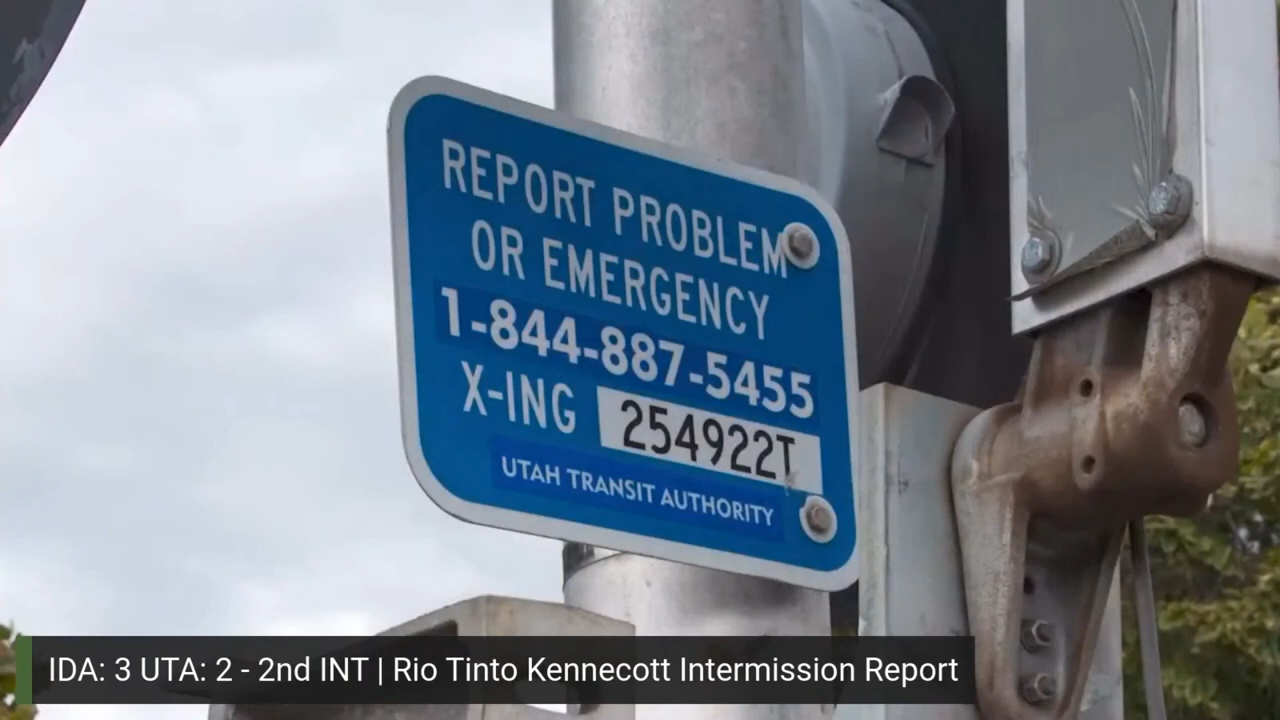 REPORT PROBLEM
OR EMERGENCY
1-844-887-5455
X-ING 254922T
UTAH TRANSIT AUTHORITY
IDA: 3 UTA: 2 - 2nd INT | Rio Tinto Kennecott Intermission Report